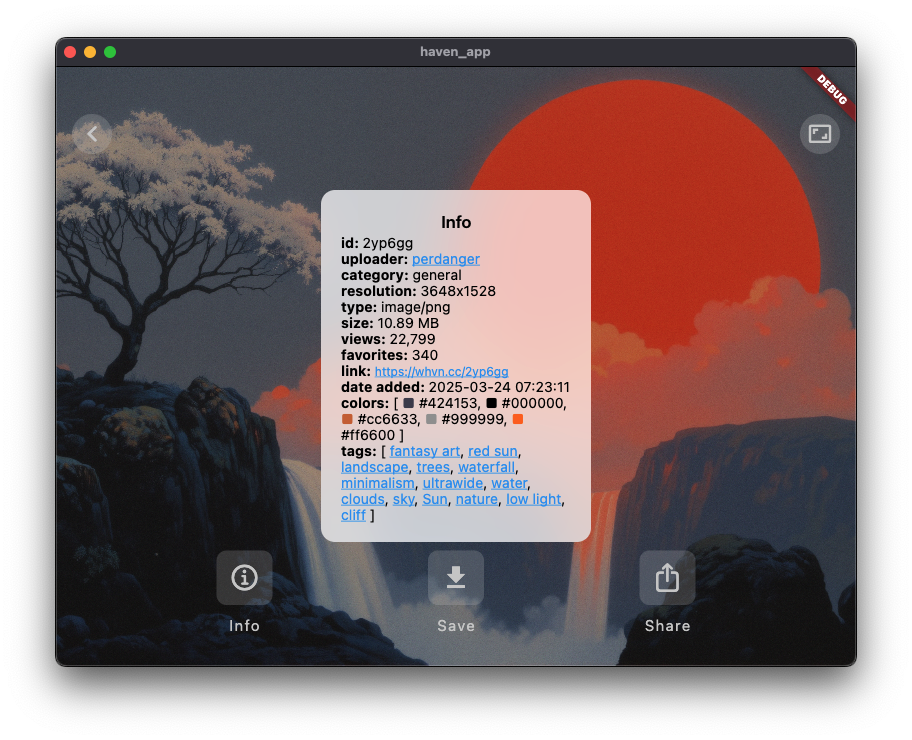 haven_app
DEBUG
Info
id: 2yp6gg
uploader: perdanger
category: general
resolution: 3648x1528
type: image/png
size: 10.89 MB
views: 22,799
favorites: 340
link: https://whvn.cc/2yp6gg
date added: 2025-03-24 07:23:11
colors: [ #424153, #000000,
#cc6633, #999999,
#ff6600 ]
tags: [ fantasy art, red sun,
landscape, trees, waterfall,
minimalism, ultrawide, water,
clouds, sky, Sun, nature, low light,
cliff ]
Info
Save
Share